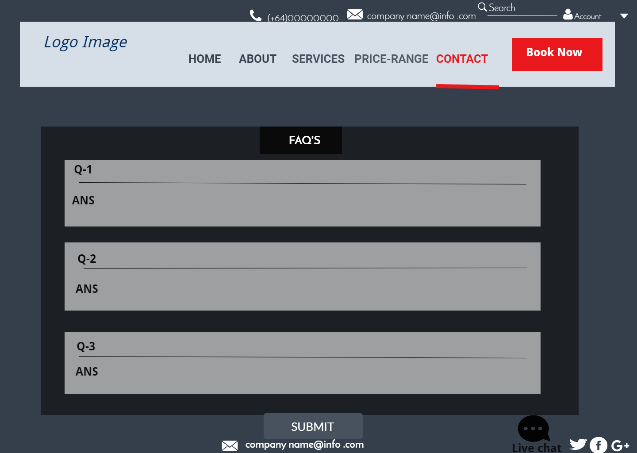 (+64)00000000 company name@info .com Search Account
Logo Image
HOME ABOUT SERVICES PRICE-RANGE CONTACT Book Now
FAQ'S
Q-1
ANS
Q-2
ANS
Q-3
ANS
SUBMIT
company name@info .com
Live chat
G+